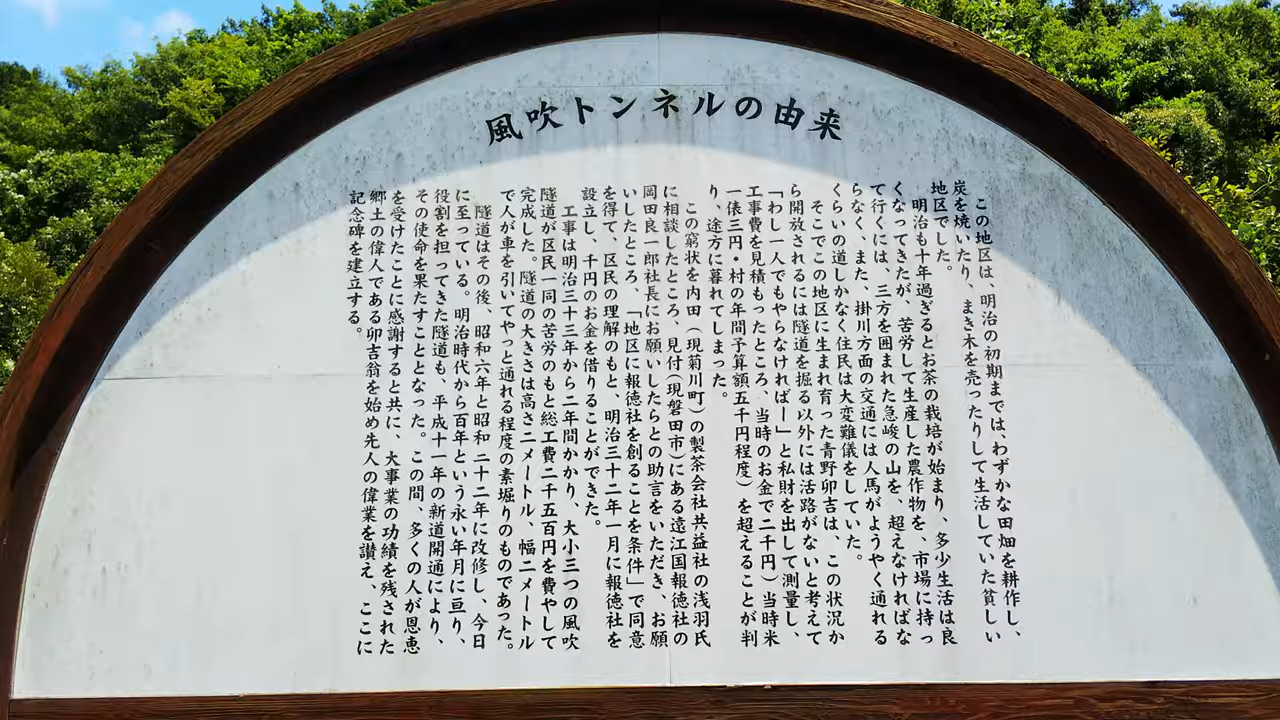 風吹トンネルの由来
この地区は、明治の初期までは、わずかな田畑を耕作し、
炭を焼いたり、まき木を売ったりして生活していた貧しい
地区でした。
明治も十年過ぎるとお茶の栽培が始まり、多少生活は良
くなってきたが、苦労して生産した農作物を、市場に持っ
て行くには、三方を囲まれた急峻の山を、超えなければな
らなく、また、掛川方面の交通には人馬がようやく通れる
くらいの道しかなく住民は大変難儀をしていた。
そこでこの地区に生まれ育った青野卯吉は、この状況か
ら開放されるには隧道を掘る以外には活路がないと考えて
「わし一人でもやらなければー」と私財を出して測量し、
工事費を見積もったところ、当時のお金で二千円)当時米
一俵三円・村の年間予算額五千円程度)を超えることが判
り、途方に暮れてしまった。
この窮状を内田(現菊川町)の製茶会社共益社の浅羽氏
に相談したところ、見付(現磐田市)にある遠江国報徳社の
岡田良一郎社長にお願いしたらとの助言をいただき、お願
いしたところ、「地区に報徳社を創ることを条件」で同意
を得て、区民の理解のもと、明治三十二年一月に報徳社を
設立し、千円のお金を借りることができた。
工事は明治三十三年から二年間かかり、大小三つの風吹
隧道が区民一同の苦労のもと総工費二千五百円を費やして
完成した。隧道の大きさは高さ二メートル、幅二メートル
で人が車を引いてやっと通れる程度の素堀りのものであった。
隧道はその後、昭和六年と昭和二十二年に改修し、今日
に至っている。明治時代から百年という永い年月に亘り、
役割を担ってきた隧道も、平成十一年の新道開通により、
その使命を果たすこととなった。この間、多くの人が恩恵
を受けたことに感謝すると共に、大事業の功績を残された
郷土の偉人である卯吉翁を始め先人の偉業を讃え、ここに
記念碑を建立する。